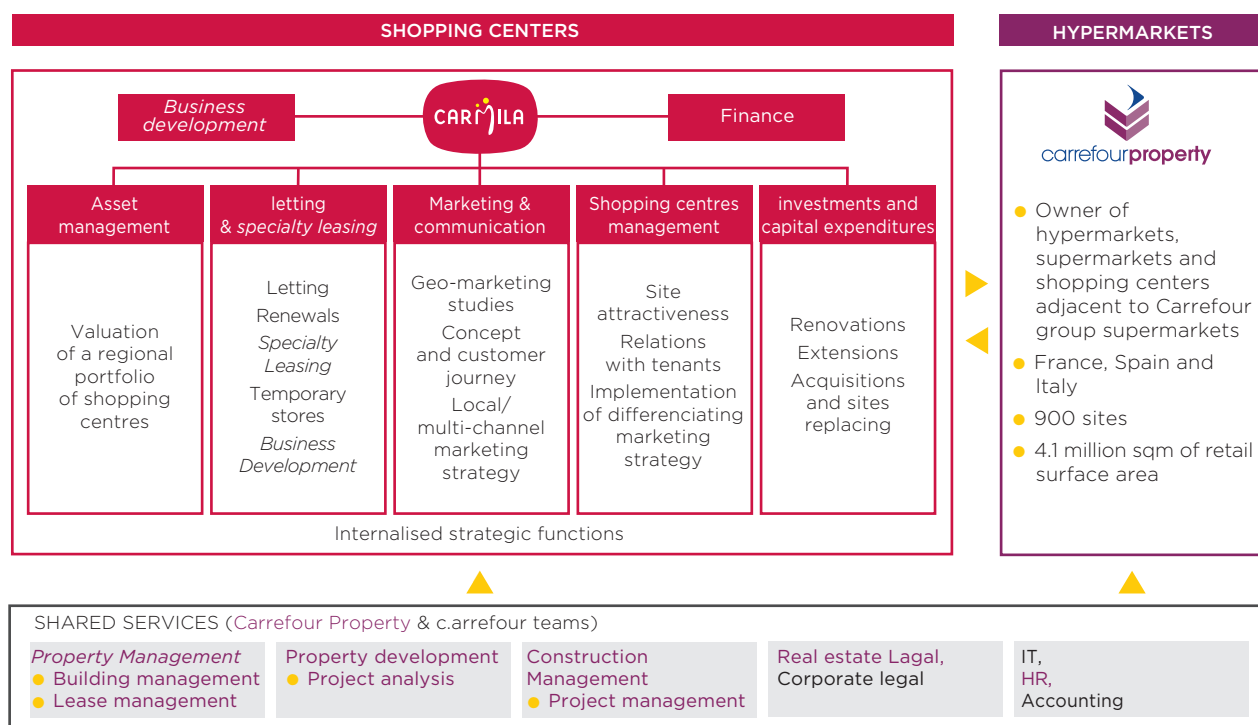 SHOPPING CENTERS
HYPERMARKETS
Business
development
CARMILA
Finance
carrefourproperty
Asset
management
letting
& specialty leasing
Marketing &
communication
Shopping centres
management
investments and
capital expenditures
Valuation
of a regional
portfolio
of shopping
centres
Letting
Renewals
Specialty
Leasing
Temporary
stores
Business
Development
Geo-marketing
studies
Concept
and customer
journey
Local/
multi-channel
marketing
strategy
Site
attractiveness
Relations
with tenants
Implementation
of differenciating
marketing
strategy
Renovations
Extensions
Acquisitions
and sites
replacing
Internalised strategic functions
Owner of
hypermarkets,
supermarkets and
shopping centers
adjacent to Carrefour
group supermarkets
France, Spain and
Italy
900 sites
4.1 million sqm of retail
surface area
SHARED SERVICES (Carrefour Property & c.arrefour teams)
Property Management
Building management
Lease management
Property development
Project analysis
Construction
Management
Project management
Real estate Lagal,
Corporate legal
IT,
HR,
Accounting